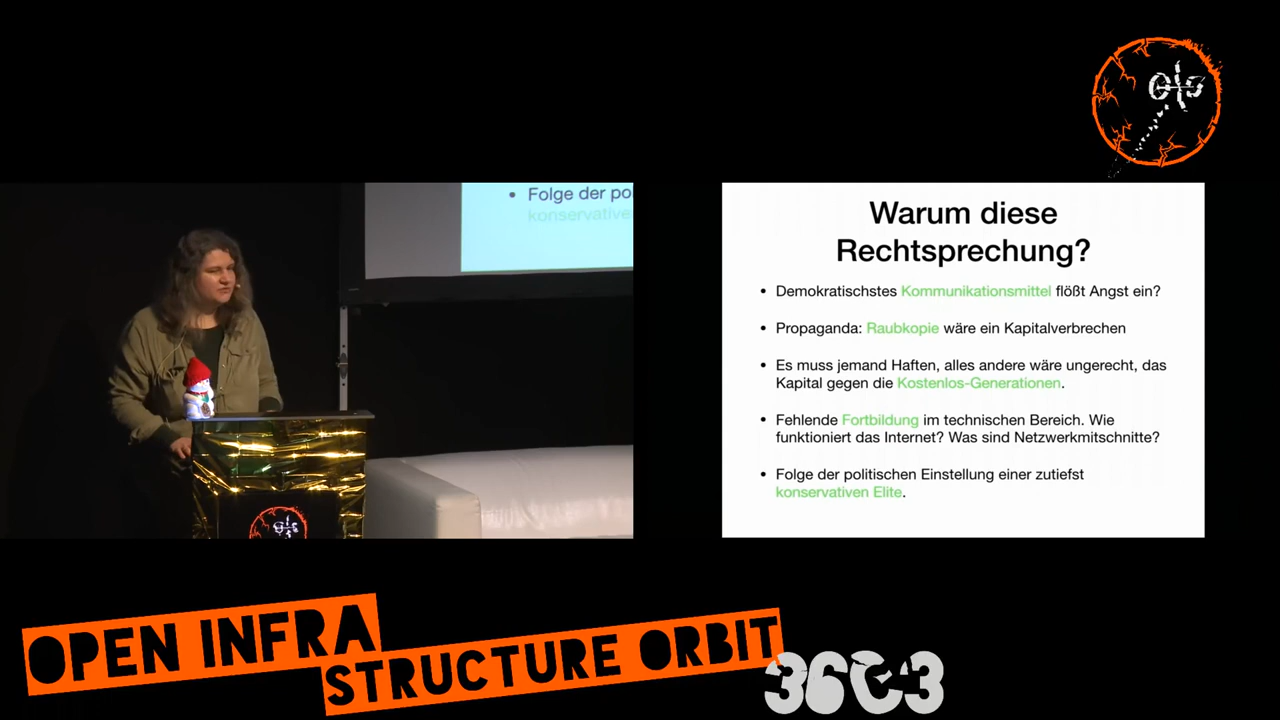 OIO
Folge der po
konservative
OIO
Warum diese
Rechtsprechung?
• Demokratischstes Kommunikationsmittel flößt Angst ein?
• Propaganda: Raubkopie wäre ein Kapitalverbrechen
• Es muss jemand Haften, alles andere wäre ungerecht, das
Kapital gegen die Kostenlos-Generationen.
• Fehlende Fortbildung im technischen Bereich. Wie
funktioniert das Internet? Was sind Netzwerkmitschnitte?
• Folge der politischen Einstellung einer zutiefst
konservativen Elite.
OPEN INFRA
STRUCTURE ORBIT
36C3